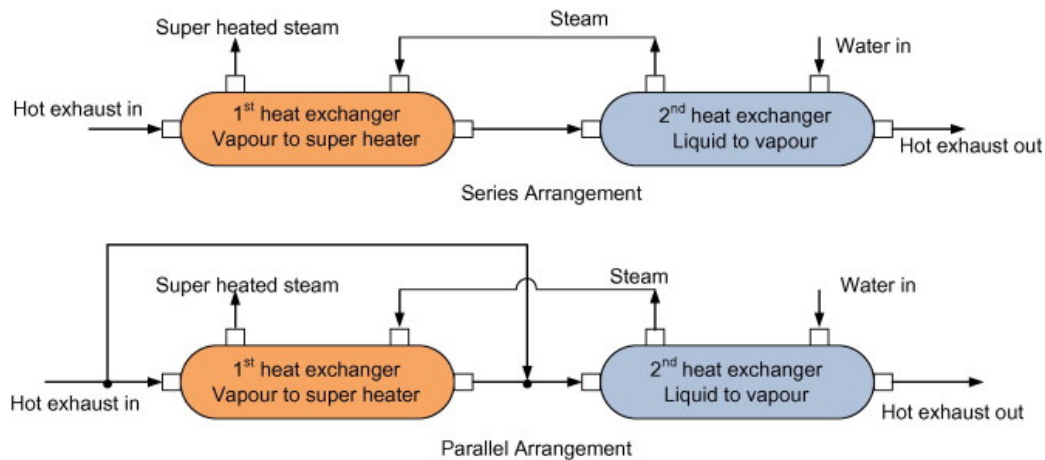 Super heated steam
Steam
Water in
Hot exhaust in
1st heat exchanger
Vapour to super heater
2nd heat exchanger
Liquid to vapour
Hot exhaust out
Series Arrangement
Super heated steam
Steam
Water in
1st heat exchanger
Vapour to super heater
2nd heat exchanger
Liquid to vapour
Hot exhaust in
Hot exhaust out
Parallel Arrangement